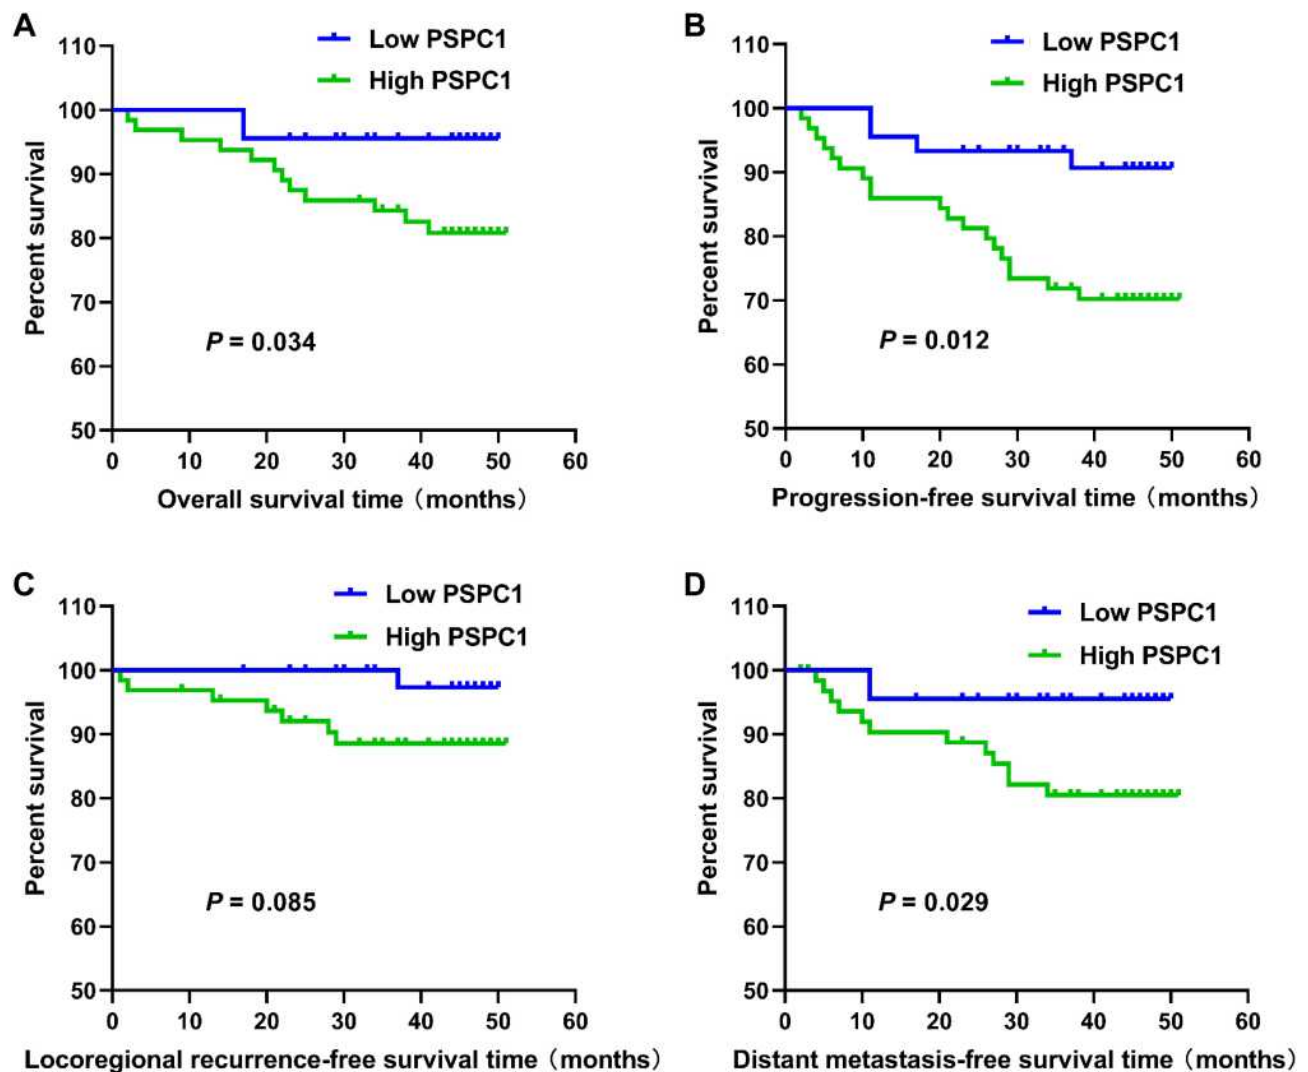 A
Low PSPC1
High PSPC1
110
100
90
80
70
60
50
Percent survival
P = 0.034
0 10 20 30 40 50 60
Overall survival time（months）
B
Low PSPC1
High PSPC1
110
100
90
80
70
60
50
Percent survival
P = 0.012
0 10 20 30 40 50 60
Progression-free survival time（months）
C
Low PSPC1
High PSPC1
110
100
90
80
70
60
50
Percent survival
P = 0.085
0 10 20 30 40 50 60
Locoregional recurrence-free survival time（months）
D
Low PSPC1
High PSPC1
110
100
90
80
70
60
50
Percent survival
P = 0.029
0 10 20 30 40 50 60
Distant metastasis-free survival time（months）